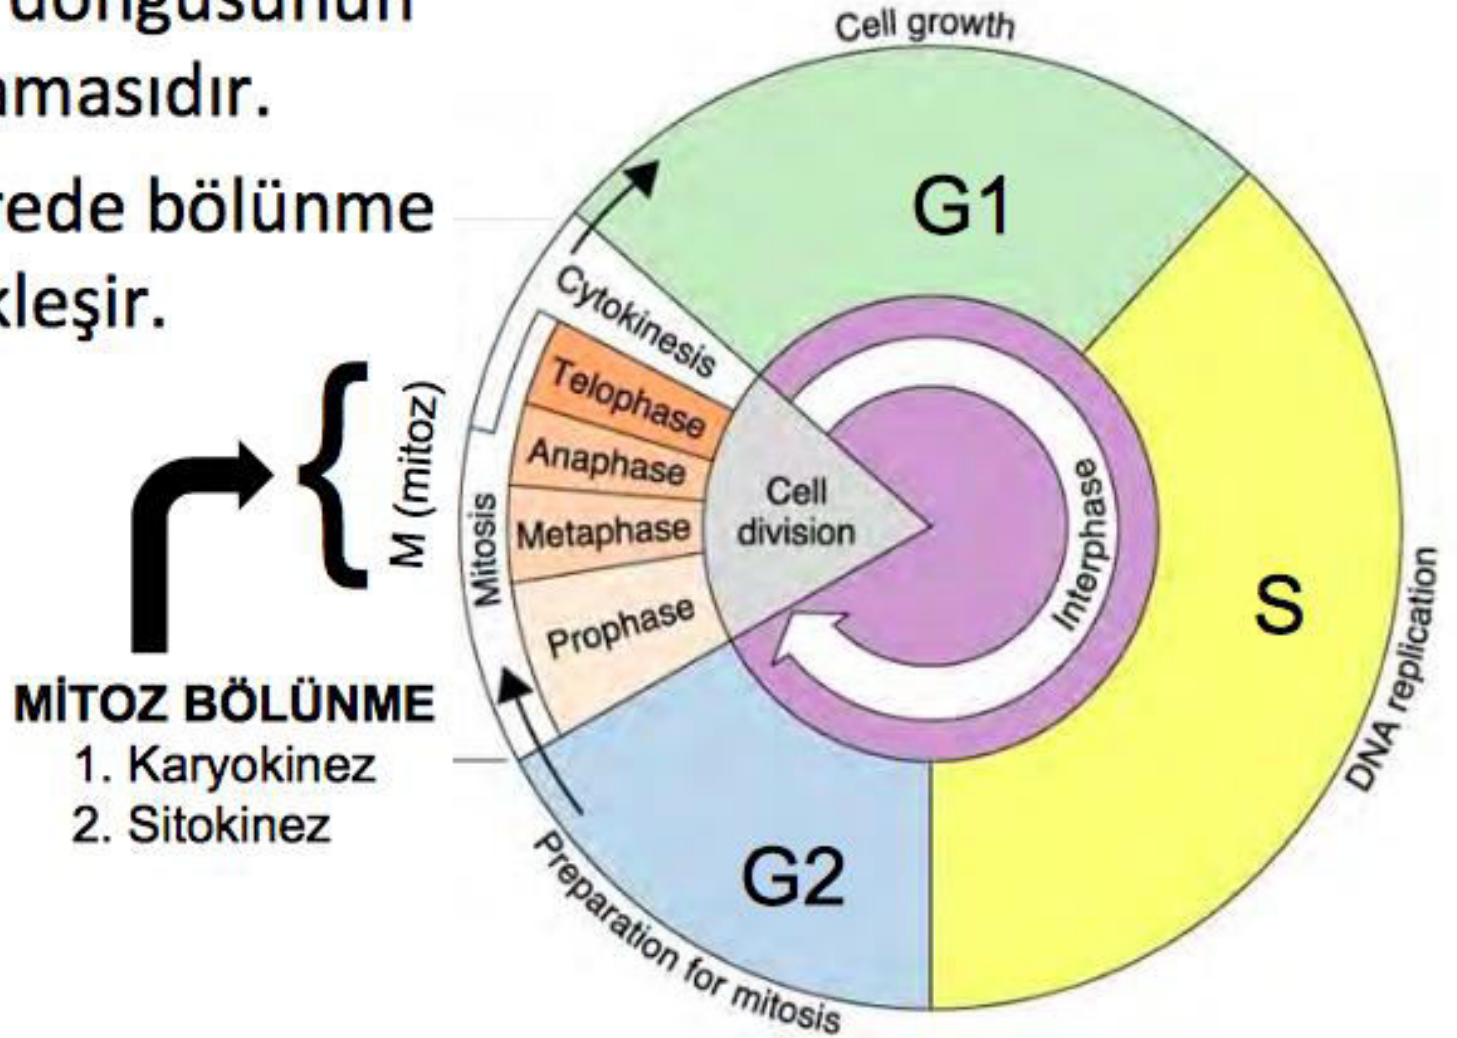 döngüsünün
masıdır.
rede bölünme
kleşir.
M (mitoz)
MİTOZ BÖLÜNME
1. Karyokinez
2. Sitokinez
Cell growth
G1
Cytokinesis
Telophase
Anaphase
Metaphase
Prophase
Mitosis
Cell
division
Interphase
S
DNA replication
G2
Preparation for mitosis